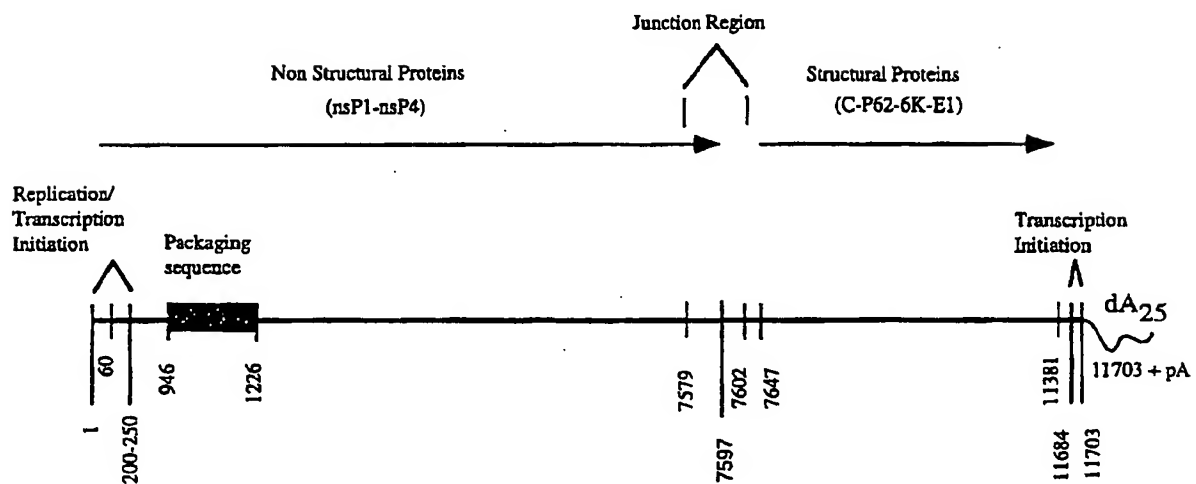 Junction Region
Non Structural Proteins
(nsP1-nsP4)
Structural Proteins
(C-P62-6K-E1)
Replication/
Transcription
Initiation
Packaging
sequence
Transcription
Initiation
dA25
60
946
1226
7579
7602
7647
11381
11703 + pA
1
200-250
7597
11684
11703